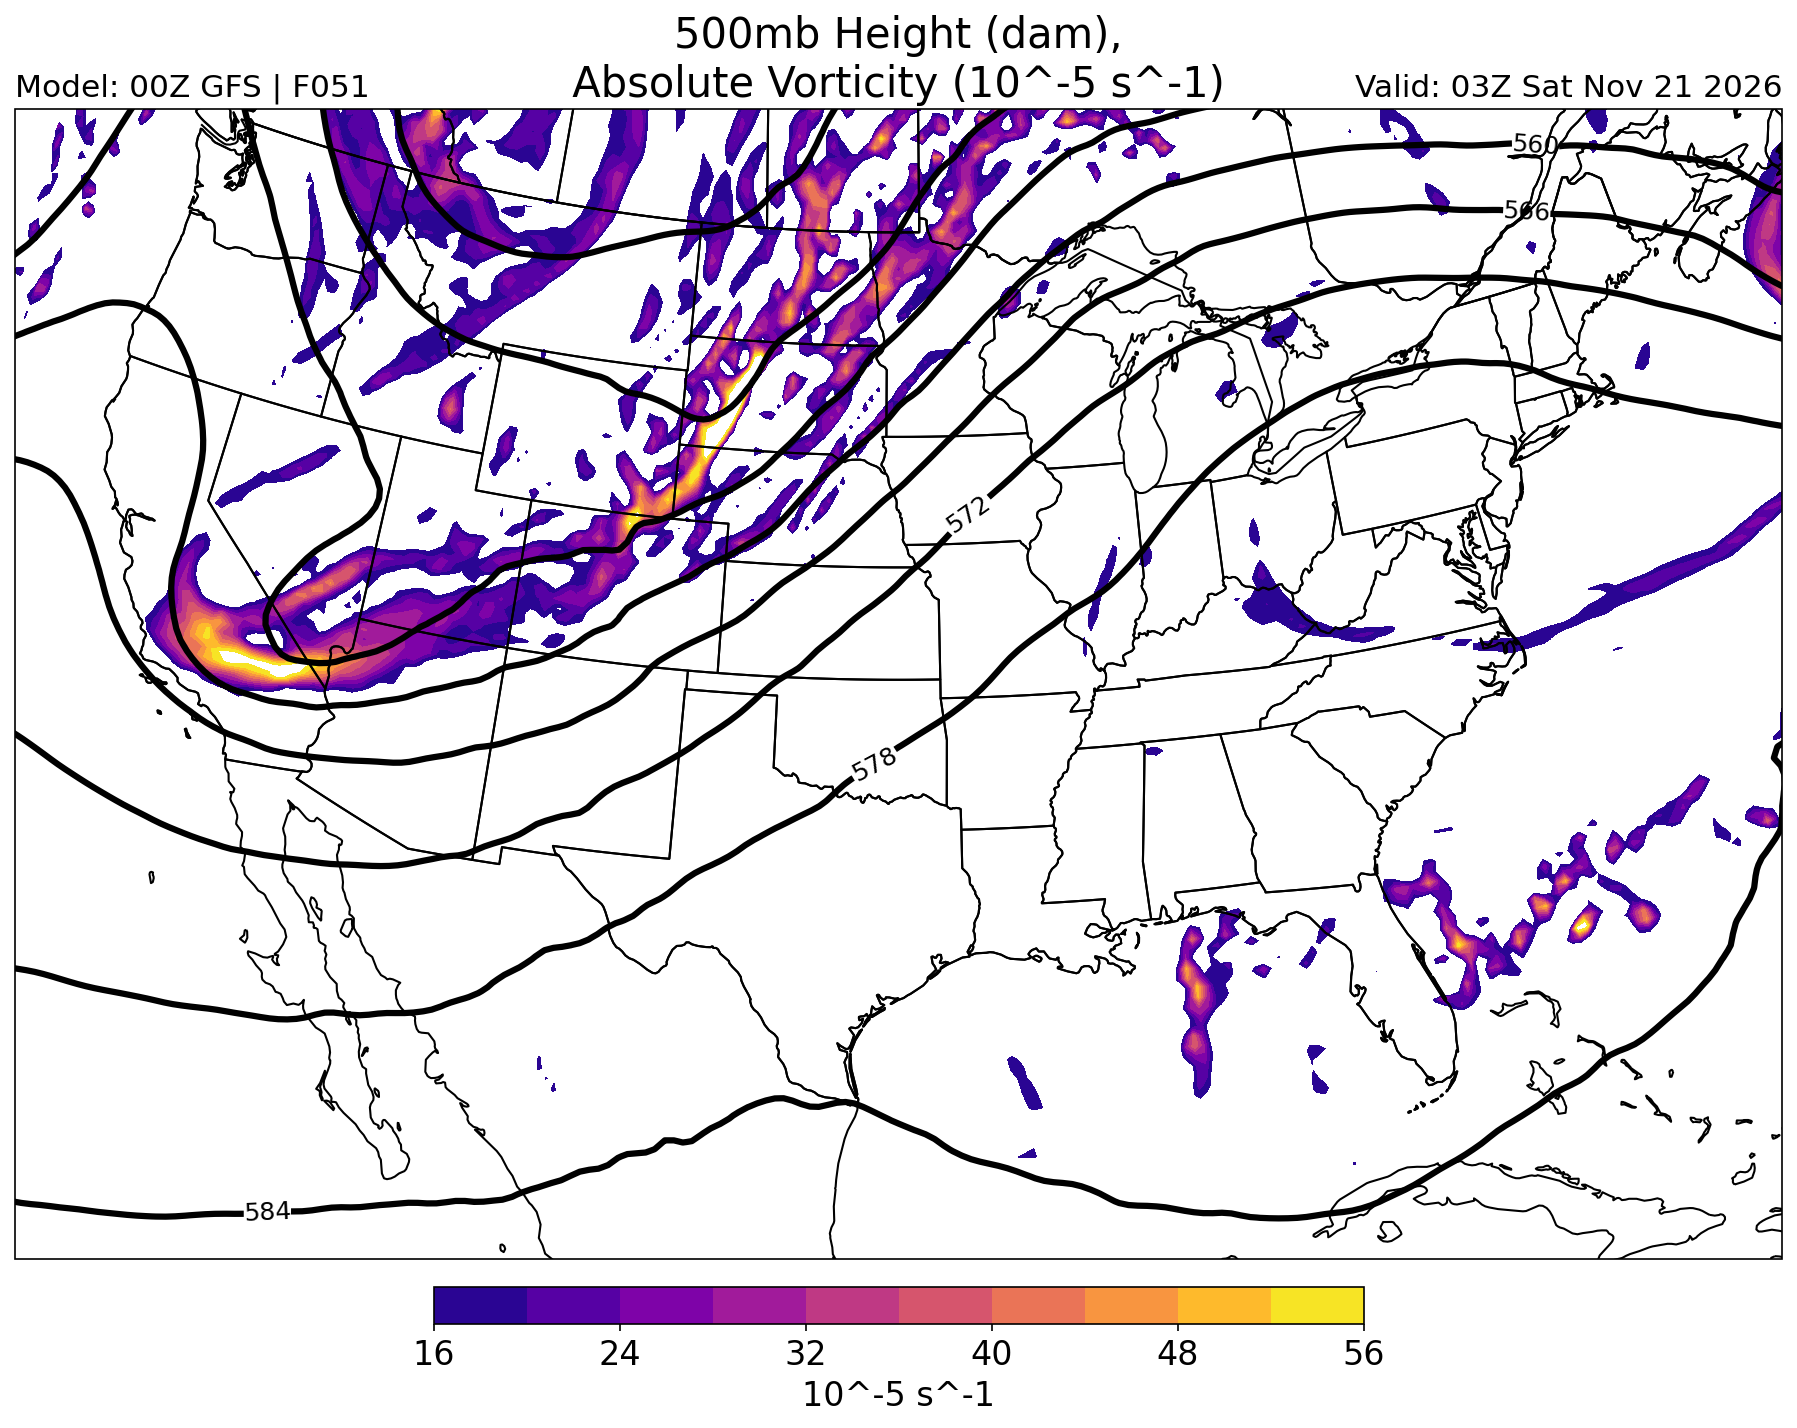 500mb Height (dam),
Model: 00Z GFS | F051
Absolute Vorticity (10^-5 s^-1)
Valid: 03Z Sat Nov 21 2026
560
566
572
578
584
16 24 32 40 48 56
10^-5 s^-1